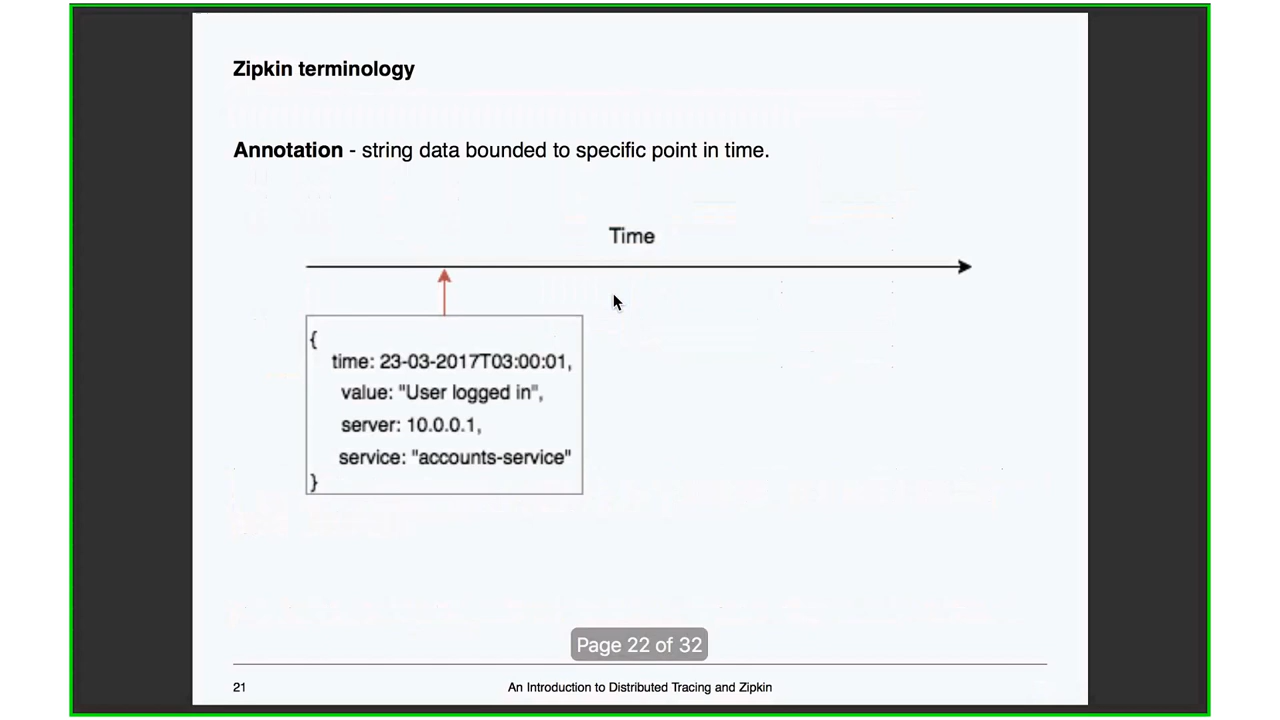 Zipkin terminology
Annotation - string data bounded to specific point in time.
Time
{
time: 23-03-2017T03:00:01,
value: "User logged in",
server: 10.0.0.1,
service: "accounts-service"
}
Page 22 of 32
21
An Introduction to Distributed Tracing and Zipkin